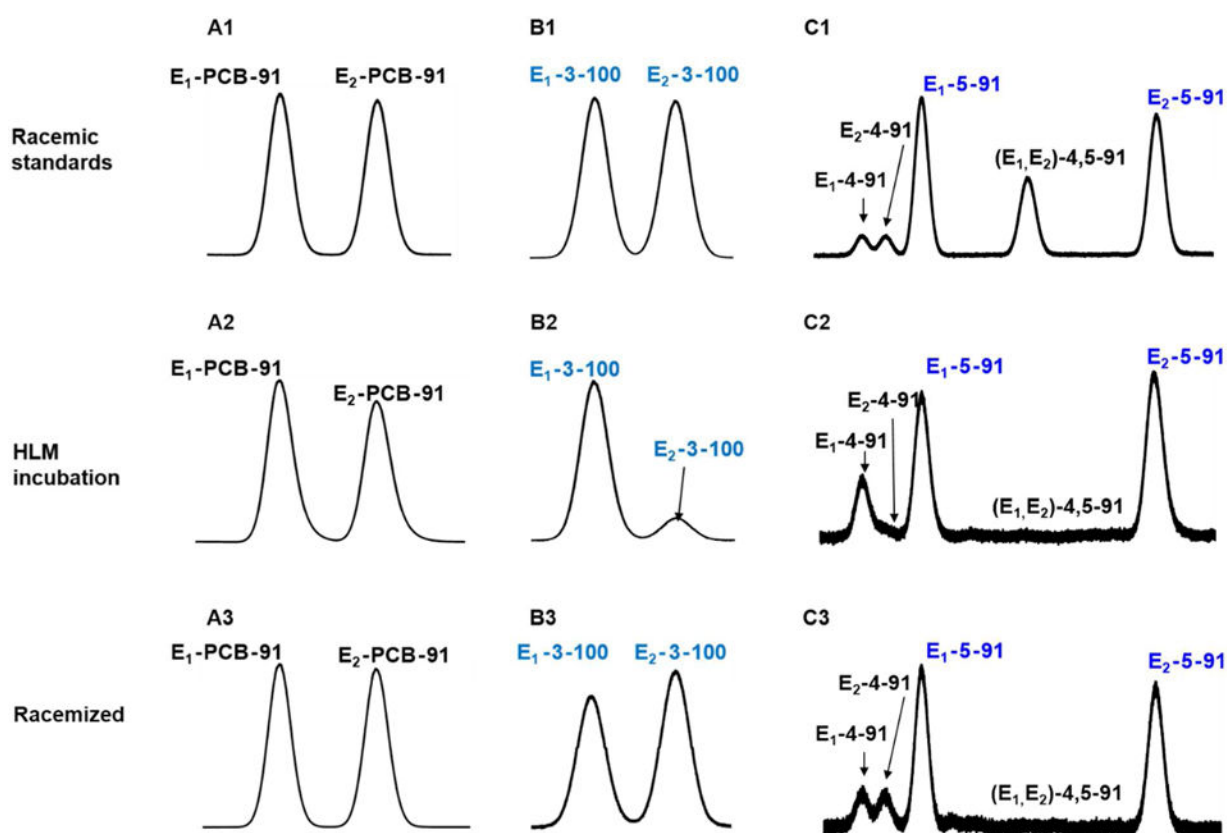 A1
B1
C1
E₁-PCB-91
E₂-PCB-91
E₁-3-100
E₂-3-100
E₁-5-91
E₂-5-91
E₂-4-91
E₁-4-91
(E₁,E₂)-4,5-91
Racemic
standards
A2
B2
C2
E₁-PCB-91
E₂-PCB-91
E₁-3-100
E₂-3-100
E₁-5-91
E₂-5-91
E₂-4-91
E₁-4-91
(E₁,E₂)-4,5-91
HLM
incubation
A3
B3
C3
E₁-PCB-91
E₂-PCB-91
E₁-3-100
E₂-3-100
E₁-5-91
E₂-5-91
E₂-4-91
E₁-4-91
(E₁,E₂)-4,5-91
Racemized